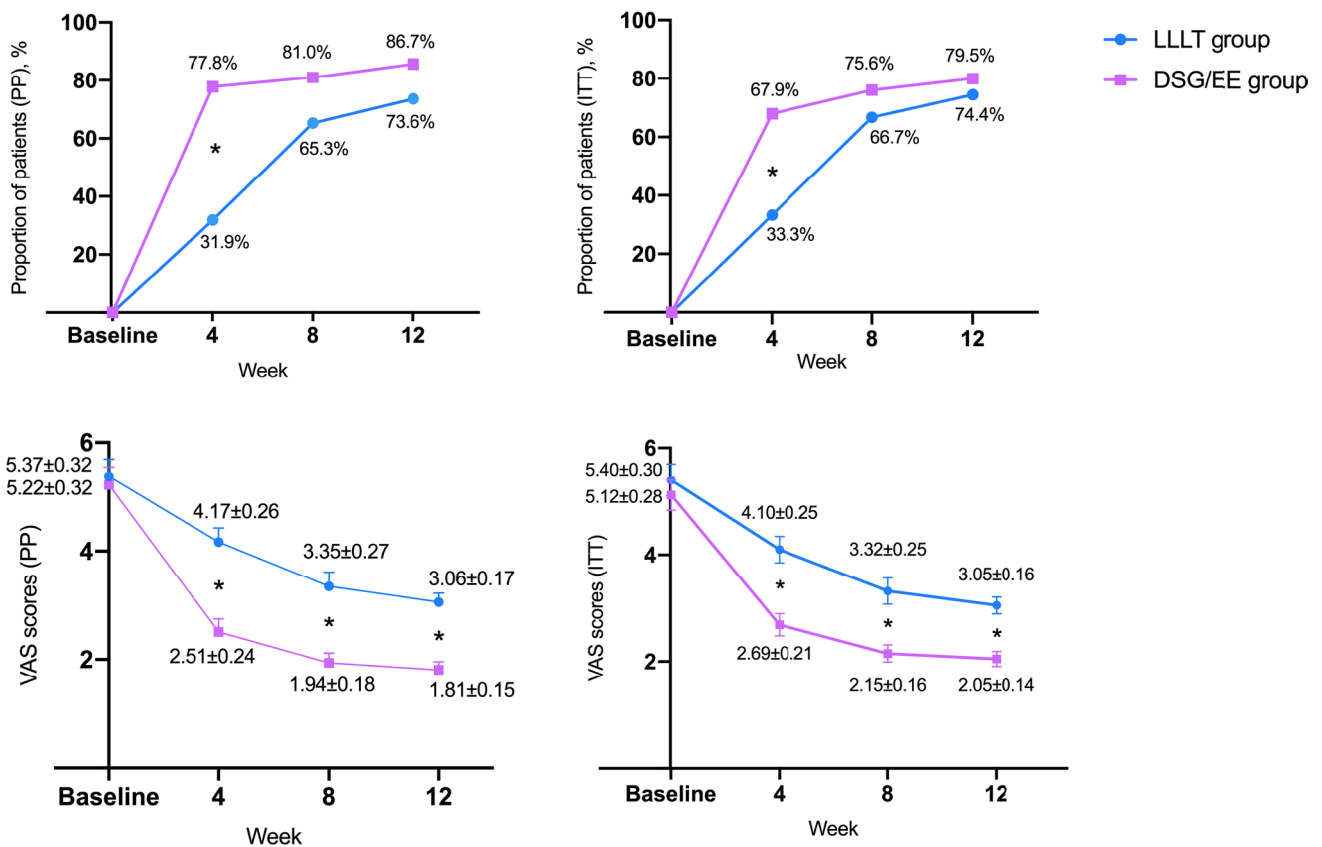 Proportion of patients (PP), %
100
80
60
40
20
77.8%
81.0%
86.7%
*
31.9%
65.3%
73.6%
Baseline 4 8 12
Week
Proportion of patients (ITT), %
100
80
60
40
20
67.9%
75.6%
79.5%
*
33.3%
66.7%
74.4%
Baseline 4 8 12
Week
LLLT group
DSG/EE group
VAS scores (PP)
6
4
2
5.37±0.32
5.22±0.32
4.17±0.26
3.35±0.27
3.06±0.17
* * *
2.51±0.24
1.94±0.18
1.81±0.15
Baseline 4 8 12
Week
VAS scores (ITT)
6
4
2
5.40±0.30
5.12±0.28
4.10±0.25
3.32±0.25
3.05±0.16
* * *
2.69±0.21
2.15±0.16
2.05±0.14
Baseline 4 8 12
Week